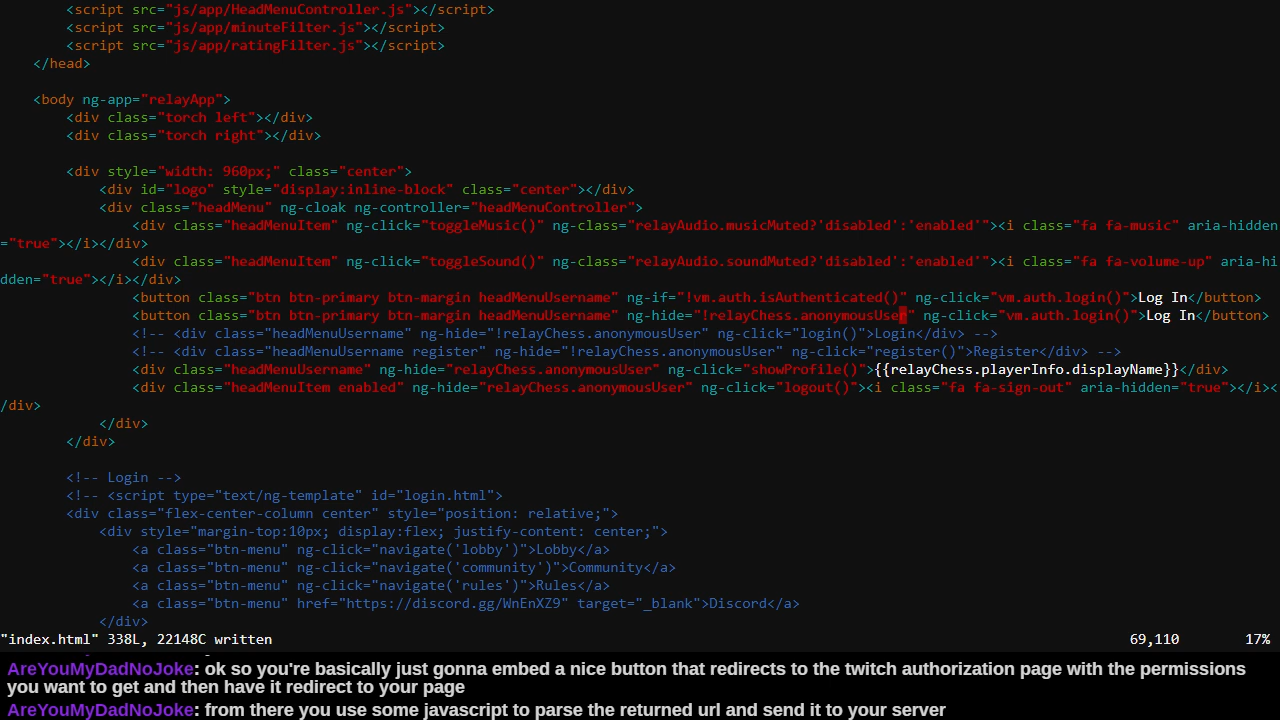 <script src="js/app/HeadMenuController.js"></script>
<script src="js/app/minuteFilter.js"></script>
<script src="js/app/ratingFilter.js"></script>
</head>
<body ng-app="relayApp">
<div class="torch left"></div>
<div class="torch right"></div>
<div style="width: 960px;" class="center">
<div id="logo" style="display:inline-block" class="center"></div>
<div class="headMenu" ng-cloak ng-controller="headMenuController">
<div class="headMenuItem" ng-click="toggleMusic()" ng-class="relayAudio.musicMuted?'disabled':'enabled'"><i class="fa fa-music" aria-hidden
="true"></i></div>
<div class="headMenuItem" ng-click="toggleSound()" ng-class="relayAudio.soundMuted?'disabled':'enabled'"><i class="fa fa-volume-up" aria-hi
dden="true"></i></div>
<button class="btn btn-primary btn-margin headMenuUsername" ng-if="!vm.auth.isAuthenticated()" ng-click="vm.auth.login()">Log In</button>
<button class="btn btn-primary btn-margin headMenuUsername" ng-hide="!relayChess.anonymousUser" ng-click="vm.auth.login()">Log In</button>
<!-- <div class="headMenuUsername" ng-hide="!relayChess.anonymousUser" ng-click="login()">Login</div> -->
<!-- <div class="headMenuUsername register" ng-hide="!relayChess.anonymousUser" ng-click="register()">Register</div> -->
<div class="headMenuUsername" ng-hide="relayChess.anonymousUser" ng-click="showProfile()">{{relayChess.playerInfo.displayName}}</div>
<div class="headMenuItem enabled" ng-hide="relayChess.anonymousUser" ng-click="logout()"><i class="fa fa-sign-out" aria-hidden="true"></i><
/div>
</div>
</div>
<!-- Login -->
<!-- <script type="text/ng-template" id="login.html">
<div class="flex-center-column center" style="position: relative;">
<div style="margin-top:10px; display:flex; justify-content: center;">
<a class="btn-menu" ng-click="navigate('lobby')">Lobby</a>
<a class="btn-menu" ng-click="navigate('community')">Community</a>
<a class="btn-menu" ng-click="navigate('rules')">Rules</a>
<a class="btn-menu" href="https://discord.gg/WnEnXZ9" target="_blank">Discord</a>
</div>
"index.html" 338L, 22148C written 69,110 17%
AreYouMyDadNoJoke: ok so you're basically just gonna embed a nice button that redirects to the twitch authorization page with the permissions
you want to get and then have it redirect to your page
AreYouMyDadNoJoke: from there you use some javascript to parse the returned url and send it to your server